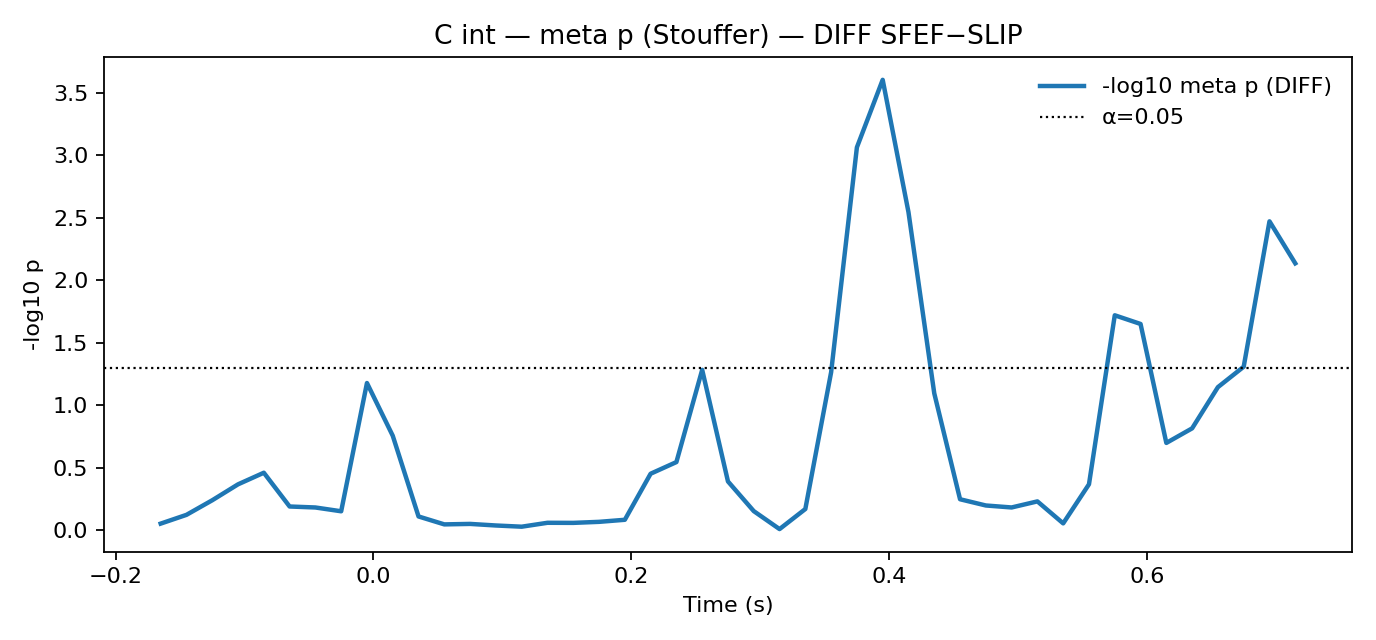 C int — meta p (Stouffer) — DIFF SFEF−SLIP
-log10 meta p (DIFF)
α=0.05
3.5
3.0
2.5
2.0
1.5
1.0
0.5
0.0
-log10 p
−0.2 0.0 0.2 0.4 0.6
Time (s)